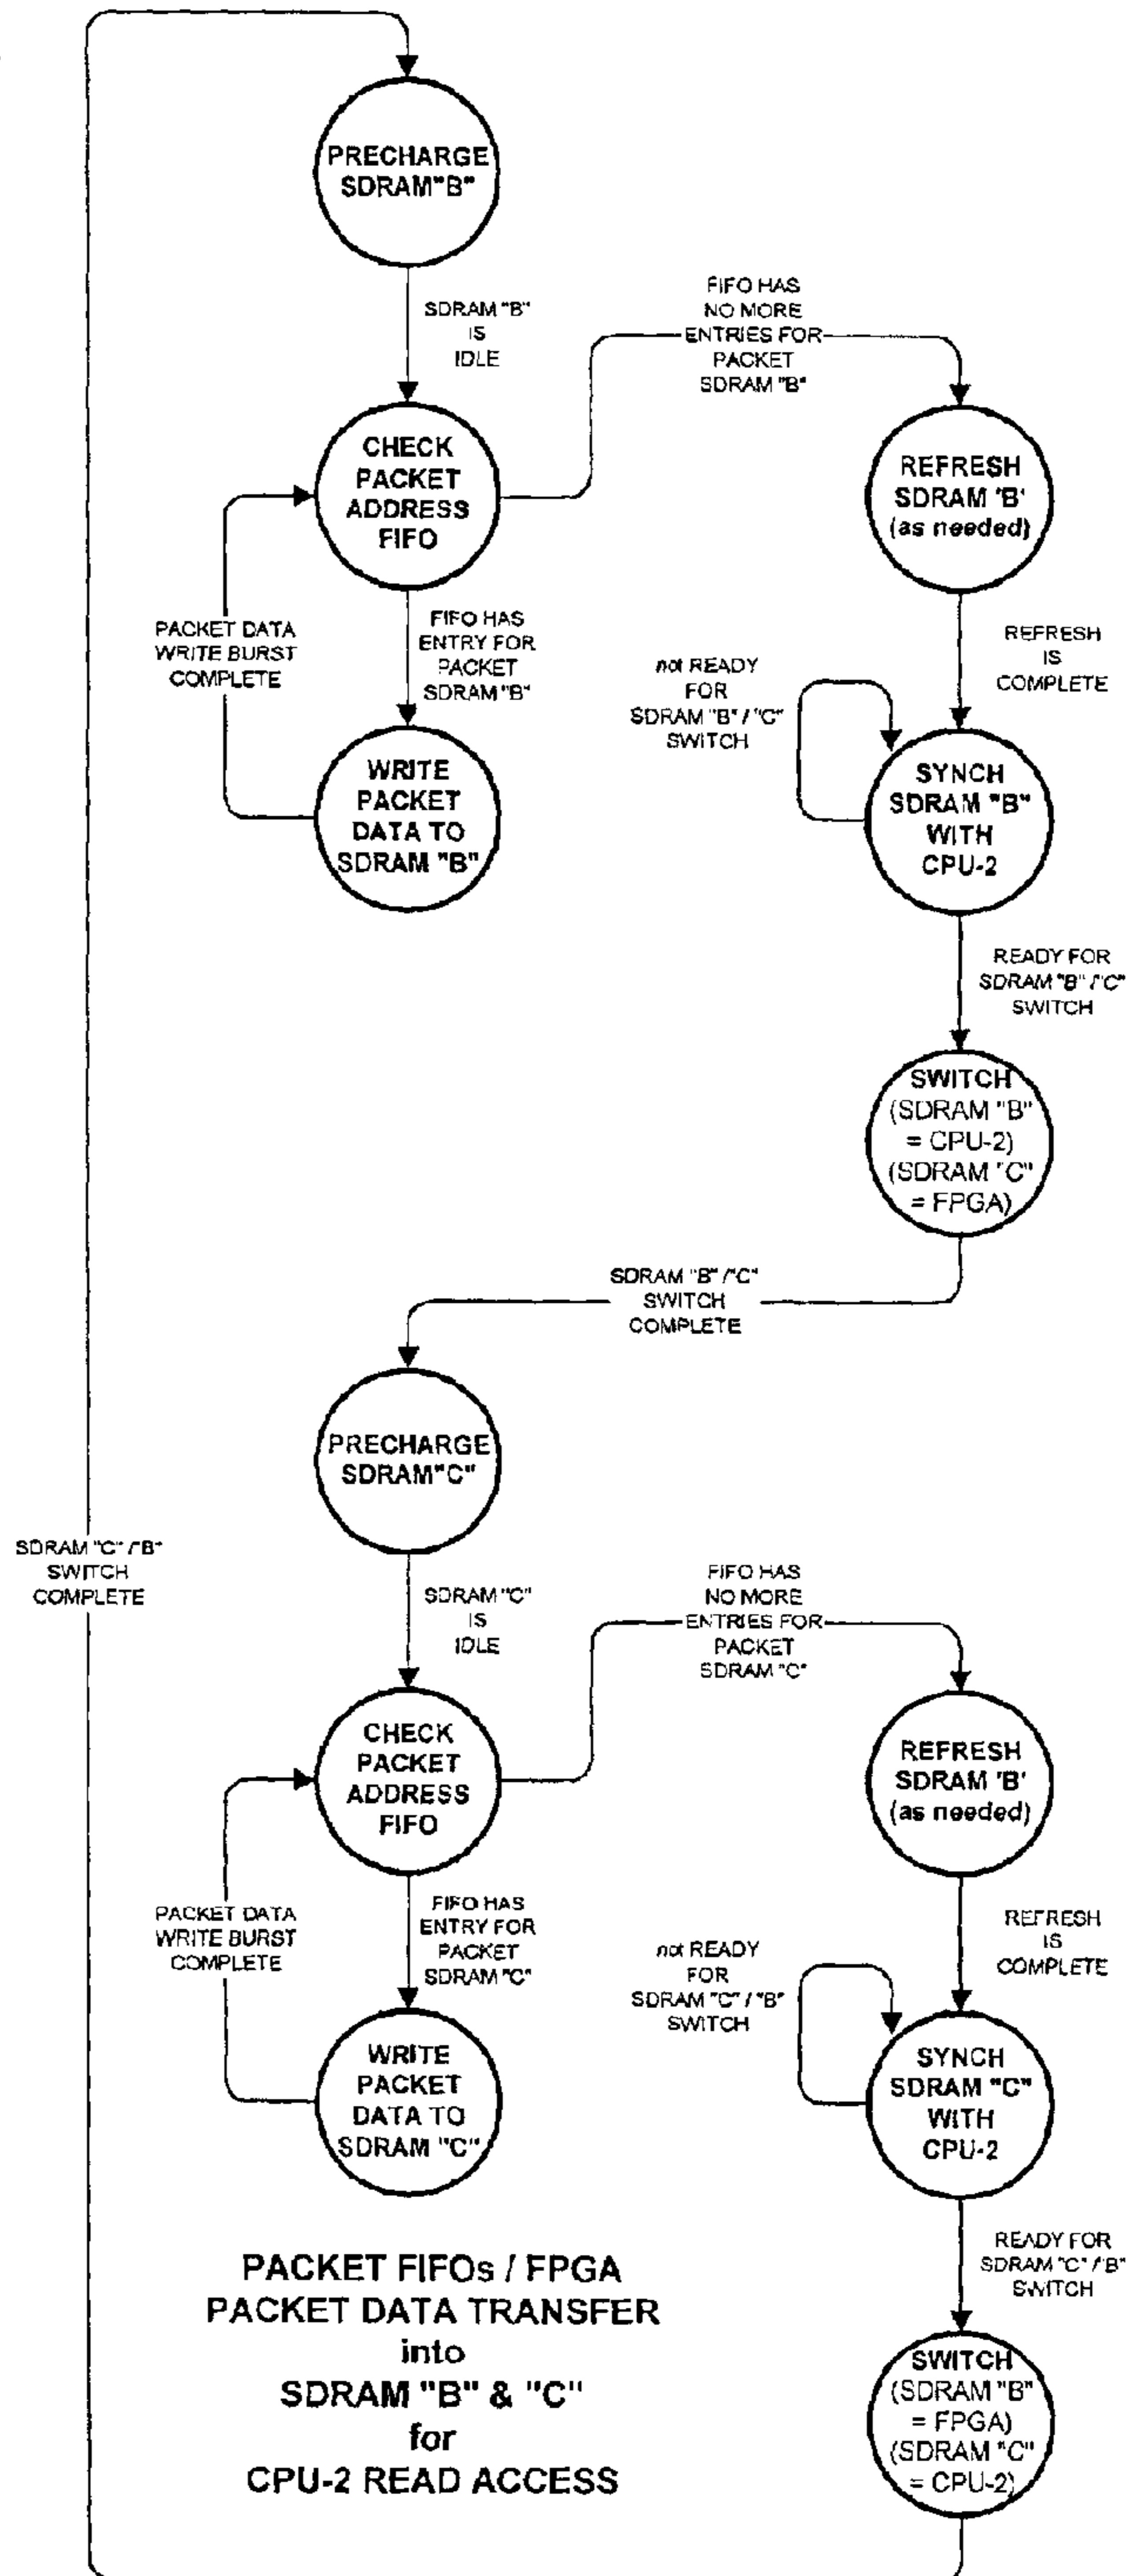 PRECHARGE
SDRAM"B"
SDRAM "B"
IS
IDLE
FIFO HAS
NO MORE
ENTRIES FOR
PACKET
SDRAM "B"
CHECK
PACKET
ADDRESS
FIFO
REFRESH
SDRAM 'B'
(as needed)
PACKET DATA
WRITE BURST
COMPLETE
FIFO HAS
ENTRY FOR
PACKET
SDRAM "B"
REFRESH
IS
COMPLETE
not READY
FOR
SDRAM "B" / "C"
SWITCH
WRITE
PACKET
DATA TO
SDRAM "B"
SYNCH
SDRAM "B"
WITH
CPU-2
READY FOR
SDRAM "B" / "C"
SWITCH
SWITCH
(SDRAM "B"
= CPU-2)
(SDRAM "C"
= FPGA)
SDRAM "B" / "C"
SWITCH
COMPLETE
PRECHARGE
SDRAM"C"
SDRAM "C" / "B"
SWITCH
COMPLETE
SDRAM "C"
IS
IDLE
FIFO HAS
NO MORE
ENTRIES FOR
PACKET
SDRAM "C"
CHECK
PACKET
ADDRESS
FIFO
REFRESH
SDRAM 'B'
(as needed)
PACKET DATA
WRITE BURST
COMPLETE
FIFO HAS
ENTRY FOR
PACKET
SDRAM "C"
REFRESH
IS
COMPLETE
not READY
FOR
SDRAM "C" / "B"
SWITCH
WRITE
PACKET
DATA TO
SDRAM "C"
SYNCH
SDRAM "C"
WITH
CPU-2
READY FOR
SDRAM "C" / "B"
SWITCH
SWITCH
(SDRAM "B"
= FPGA)
(SDRAM "C"
= CPU-2)
PACKET FIFOs / FPGA
PACKET DATA TRANSFER
into
SDRAM "B" & "C"
for
CPU-2 READ ACCESS